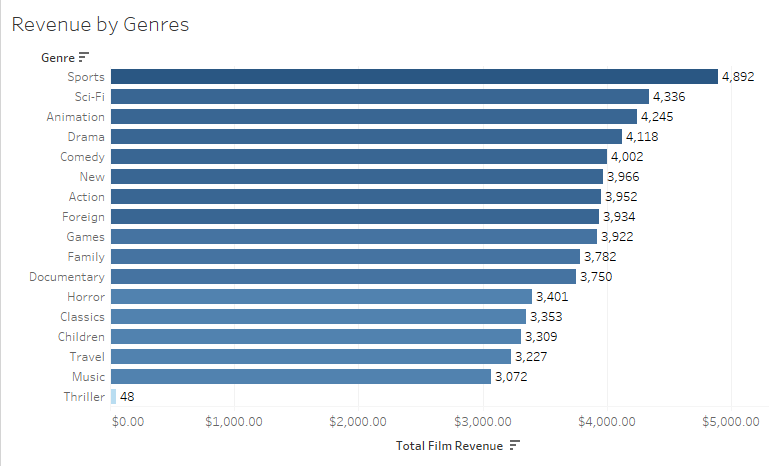 Revenue by Genres
Genre
Sports 4,892
Sci-Fi 4,336
Animation 4,245
Drama 4,118
Comedy 4,002
New 3,966
Action 3,952
Foreign 3,934
Games 3,922
Family 3,782
Documentary 3,750
Horror 3,401
Classics 3,353
Children 3,309
Travel 3,227
Music 3,072
Thriller 48
$0.00 $1,000.00 $2,000.00 $3,000.00 $4,000.00 $5,000.00
Total Film Revenue